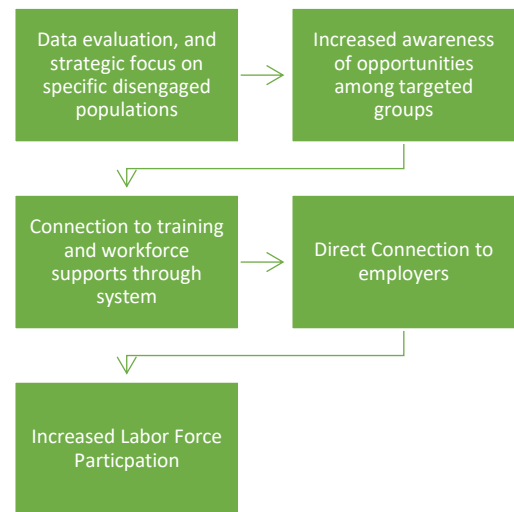 Data evaluation, and
strategic focus on
specific disengaged
populations
Increased awareness
of opportunities
among targeted
groups
Connection to training
and workforce
supports through
system
Direct Connection to
employers
Increased Labor Force
Particpation